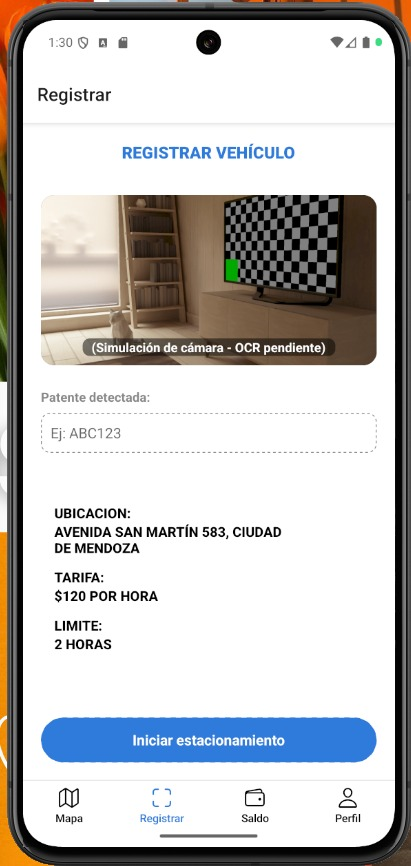 1:30
Registrar
REGISTRAR VEHÍCULO
(Simulación de cámara - OCR pendiente)
Patente detectada:
Ej: ABC123
UBICACION:
AVENIDA SAN MARTÍN 583, CIUDAD
DE MENDOZA
TARIFA:
$120 POR HORA
LIMITE:
2 HORAS
Iniciar estacionamiento
Mapa
Registrar
Saldo
Perfil